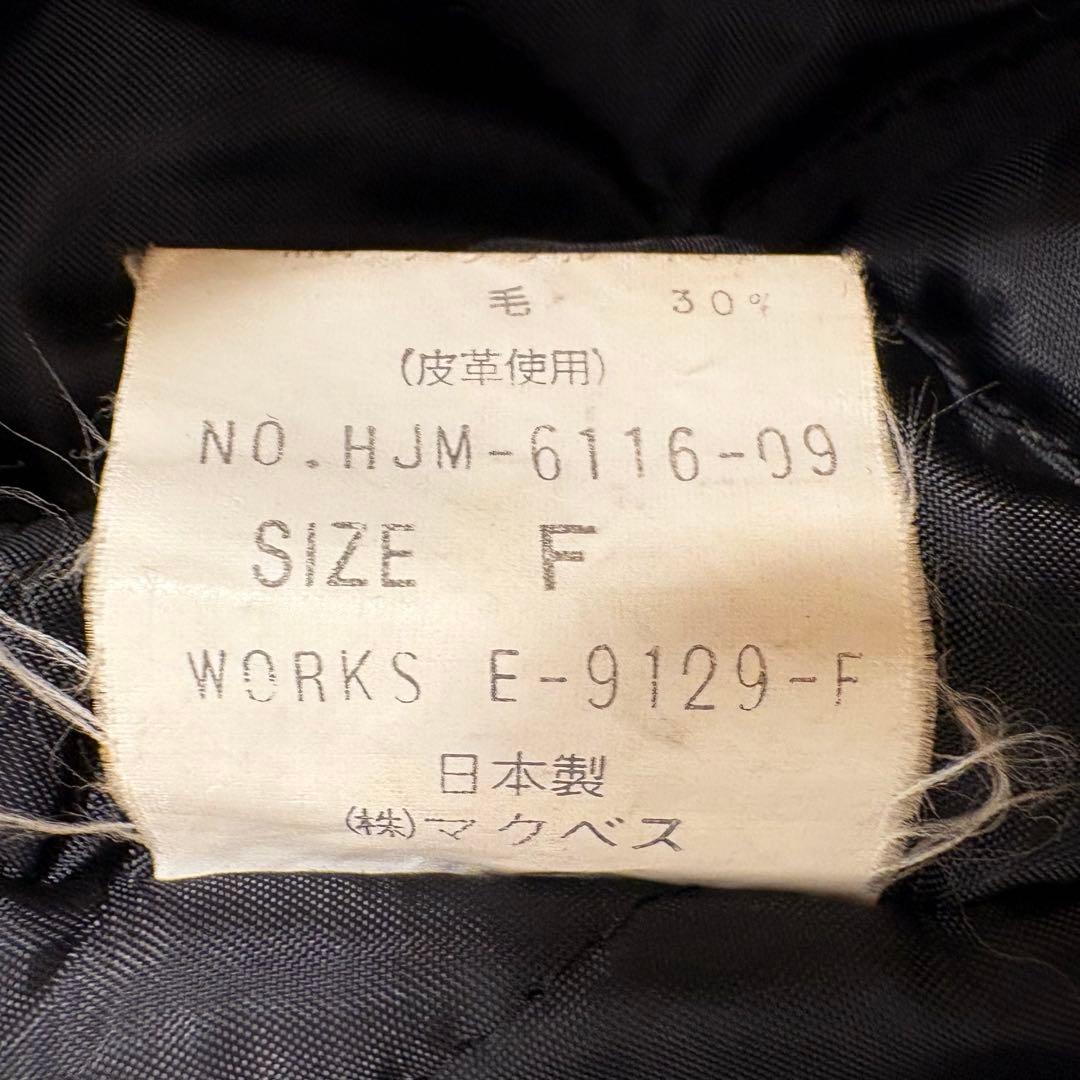 毛 30%
(皮革使用)
NO.HJM-6116-09
SIZE F
WORKS E-9129-F
日本製
(株)マクベス